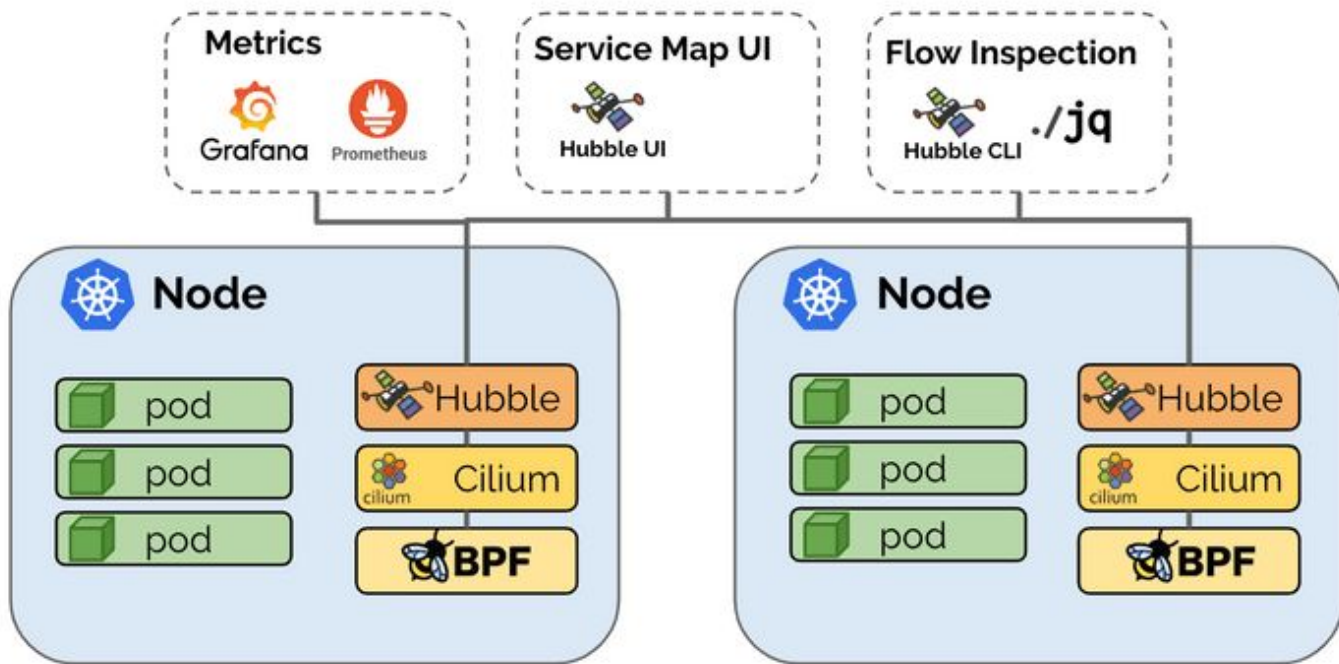 Metrics
Grafana
Prometheus
Service Map UI
Hubble UI
Flow Inspection
Hubble CLI
./jq
Node
pod
pod
pod
Hubble
cilium
Cilium
BPF
Node
pod
pod
pod
Hubble
cilium
Cilium
BPF